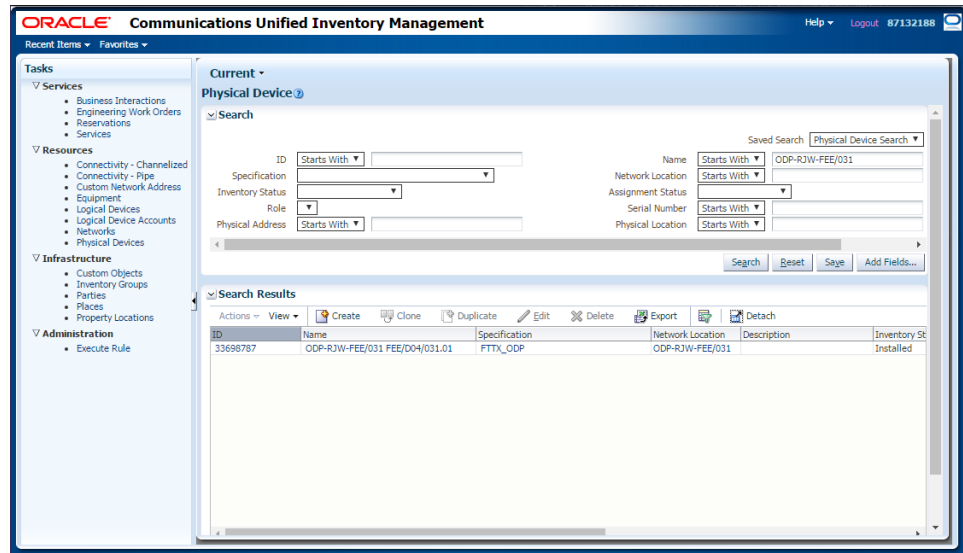 ORACLE® Communications Unified Inventory Management Help Logout 87132188
Recent Items Favorites
Tasks
Services
Business Interactions
Engineering Work Orders
Reservations
Services
Resources
Connectivity - Channelized
Connectivity - Pipe
Custom Network Address
Equipment
Logical Devices
Logical Device Accounts
Networks
Physical Devices
Infrastructure
Custom Objects
Inventory Groups
Parties
Places
Property Locations
Administration
Execute Rule
Current
Physical Device
Search
Saved Search Physical Device Search
ID Starts With Name Starts With ODP-RJW-FEE/031
Specification Network Location Starts With
Inventory Status Assignment Status
Role Serial Number Starts With
Physical Address Starts With Physical Location Starts With
Search Reset Save Add Fields...
Search Results
Actions View Create Clone Duplicate Edit Delete Export Detach
ID Name Specification Network Location Description Inventory St
33698787 ODP-RJW-FEE/031 FEE/D04/031.01 FTTX_ODP ODP-RJW-FEE/031 Installed